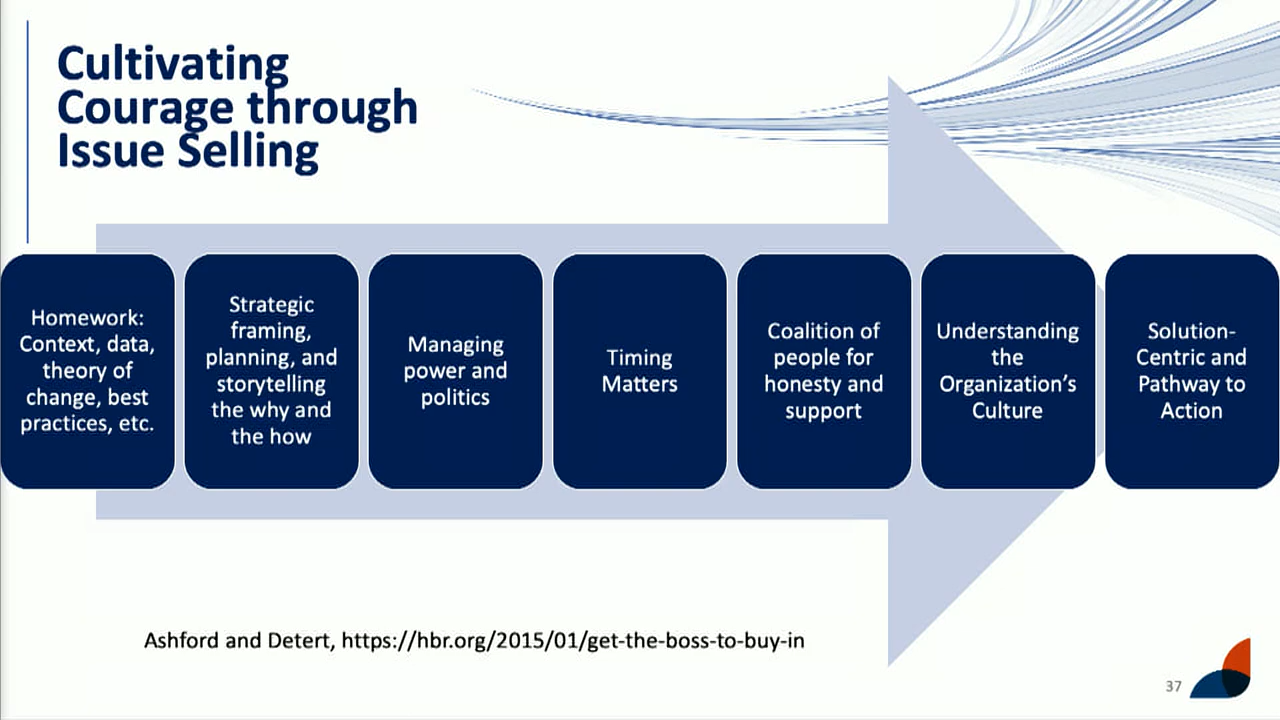 Cultivating
Courage through
Issue Selling
Homework:
Context, data,
theory of
change, best
practices, etc.
Strategic
framing,
planning, and
storytelling
the why and
the how
Managing
power and
politics
Timing
Matters
Coalition of
people for
honesty and
support
Understanding
the
Organization's
Culture
Solution-
Centric and
Pathway to
Action
Ashford and Detert, https://hbr.org/2015/01/get-the-boss-to-buy-in
37